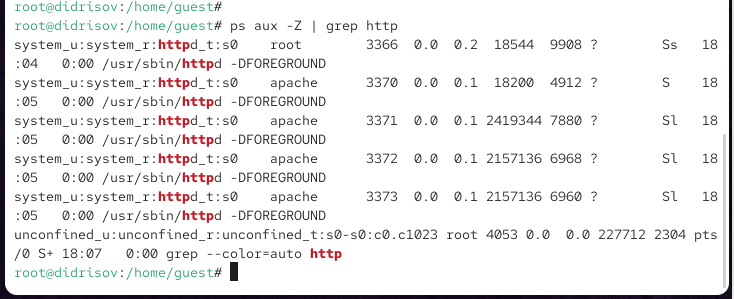 root@didrisov:/home/guest#
root@didrisov:/home/guest# ps aux -Z | grep http
system_u:system_r:httpd_t:s0    root      3366  0.0  0.2  18544  9908 ?        Ss   18
:04   0:00 /usr/sbin/httpd -DFOREGROUND
system_u:system_r:httpd_t:s0    apache    3370  0.0  0.1  18200  4912 ?        S    18
:05   0:00 /usr/sbin/httpd -DFOREGROUND
system_u:system_r:httpd_t:s0    apache    3371  0.0  0.1 2419344 7880 ?        Sl   18
:05   0:00 /usr/sbin/httpd -DFOREGROUND
system_u:system_r:httpd_t:s0    apache    3372  0.0  0.1 2157136 6968 ?        Sl   18
:05   0:00 /usr/sbin/httpd -DFOREGROUND
system_u:system_r:httpd_t:s0    apache    3373  0.0  0.1 2157136 6960 ?        Sl   18
:05   0:00 /usr/sbin/httpd -DFOREGROUND
unconfined_u:unconfined_r:unconfined_t:s0-s0:c0.c1023 root 4053 0.0  0.0 227712 2304 pts
/0 S+ 18:07   0:00 grep --color=auto http
root@didrisov:/home/guest#